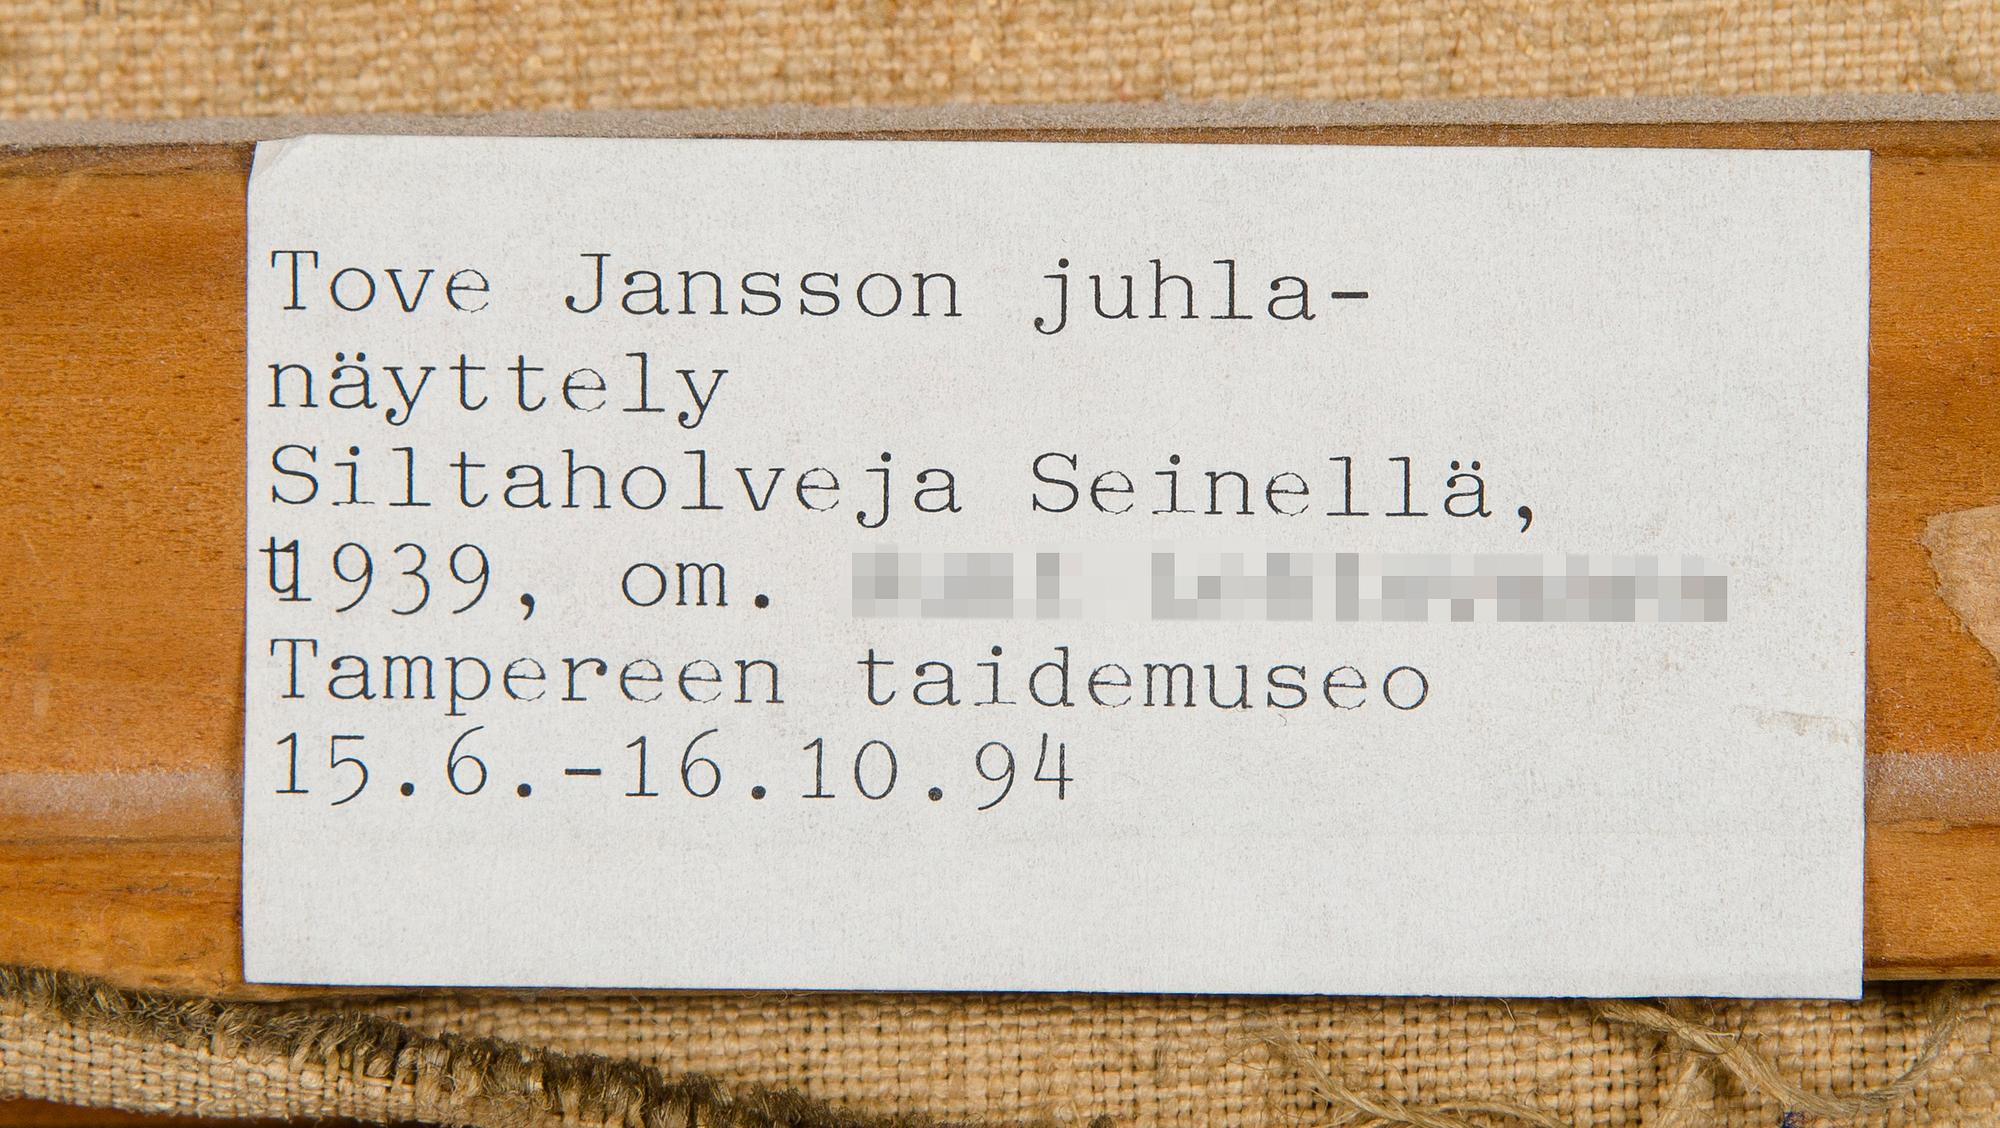 Tove Jansson juhla-
näyttely
Siltaholveja Seinellä,
1939, om.
Tampereen taidemuseo
15.6.-16.10.94